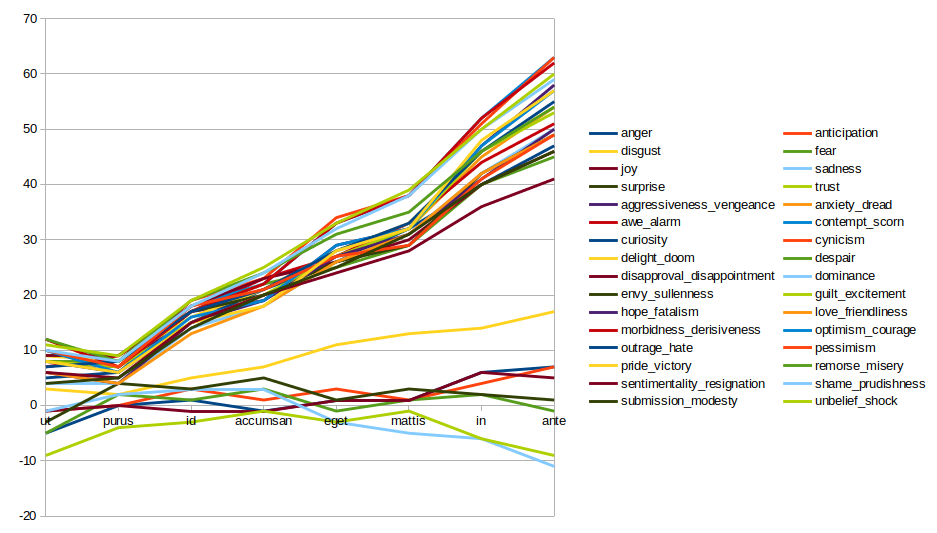 70
60
50
40
30
20
10
0
-10
-20
ut purus id accumsan eget mattis in ante
anger anticipation
disgust fear
joy sadness
surprise trust
aggressiveness_vengeance anxiety_dread
awe_alarm contempt_scorn
curiosity cynicism
delight_doom despair
disapproval_disappointment dominance
envy_sullenness guilt_excitement
hope_fatalism love_friendliness
morbidness_derisiveness optimism_courage
outrage_hate pessimism
pride_victory remorse_misery
sentimentality_resignation shame_prudishness
submission_modesty unbelief_shock